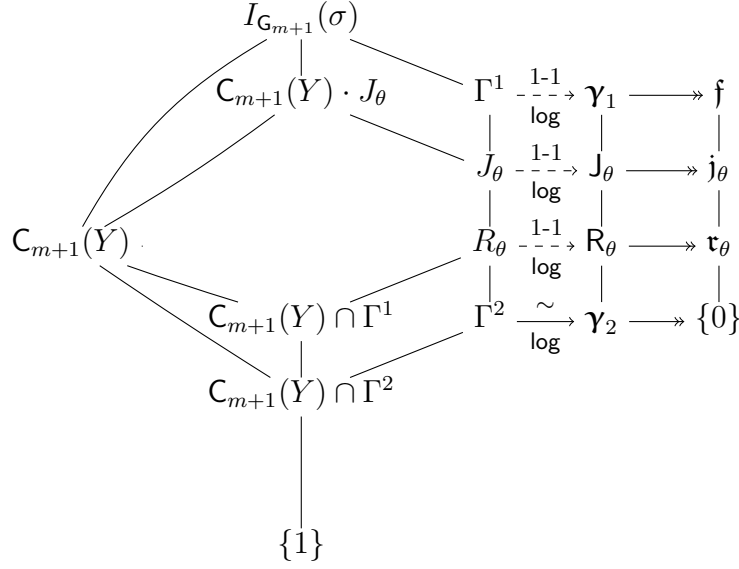 I_{G_{m+1}}(σ)
C_{m+1}(Y) · J_θ Γ^1 1-1 log γ_1 𝔣
J_θ 1-1 log J_θ 𝔧_θ
C_{m+1}(Y) R_θ 1-1 log R_θ 𝔯_θ
C_{m+1}(Y) ∩ Γ^1 Γ^2 ∼ log γ_2 {0}
C_{m+1}(Y) ∩ Γ^2
{1}